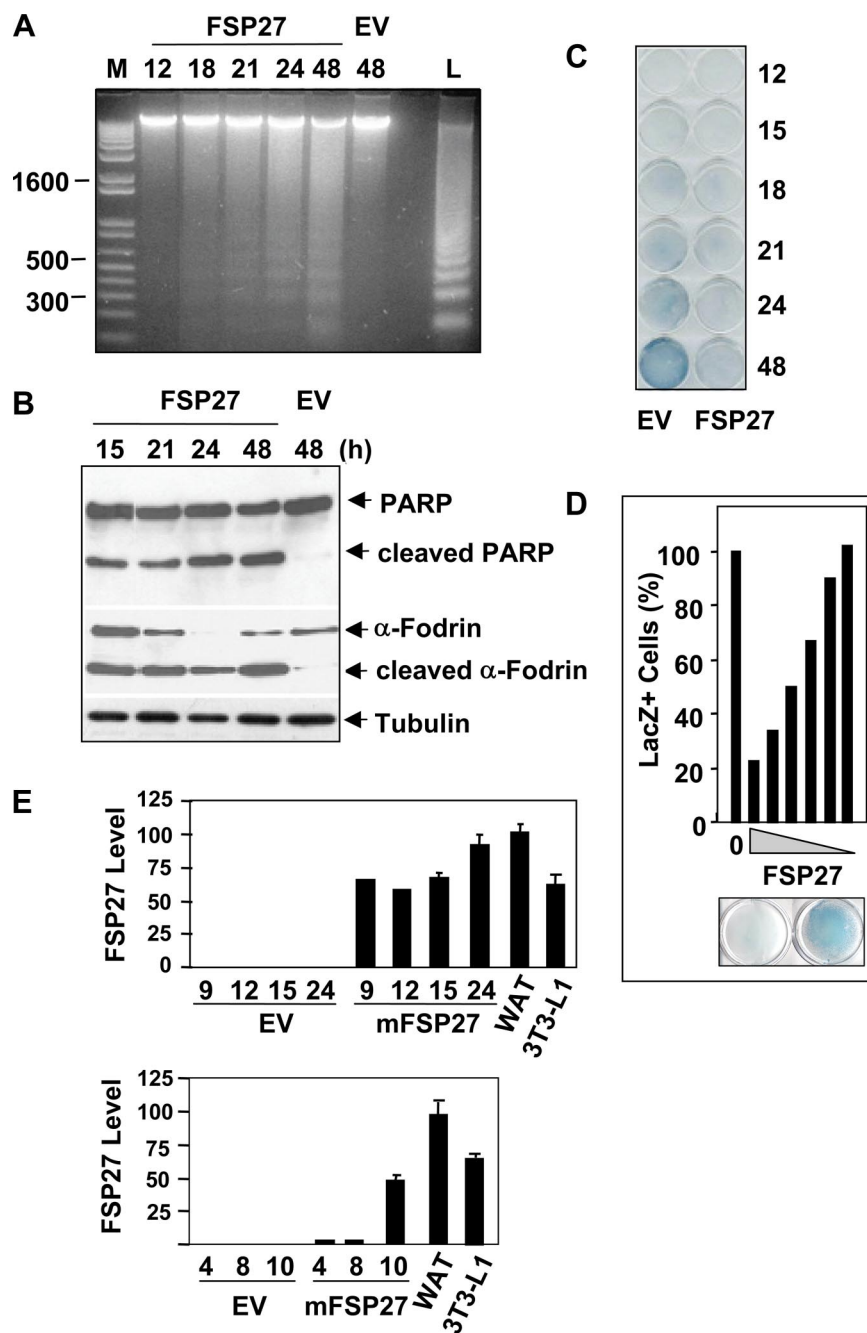 A
FSP27 EV
M 12 18 21 24 48 48 L
1600
500
300
B
FSP27 EV
15 21 24 48 (h) 48
PARP
cleaved PARP
α-Fodrin
cleaved α-Fodrin
Tubulin
C
12
15
18
21
24
48
EV FSP27
D
LacZ+ Cells (%)
100
80
60
40
20
0
0
FSP27
E
FSP27 Level
125
100
75
50
25
0
9 12 15 24 9 12 15 24 WAT 3T3-L1
EV mFSP27
FSP27 Level
125
100
75
50
25
4 8 10 4 8 10 WAT 3T3-L1
EV mFSP27